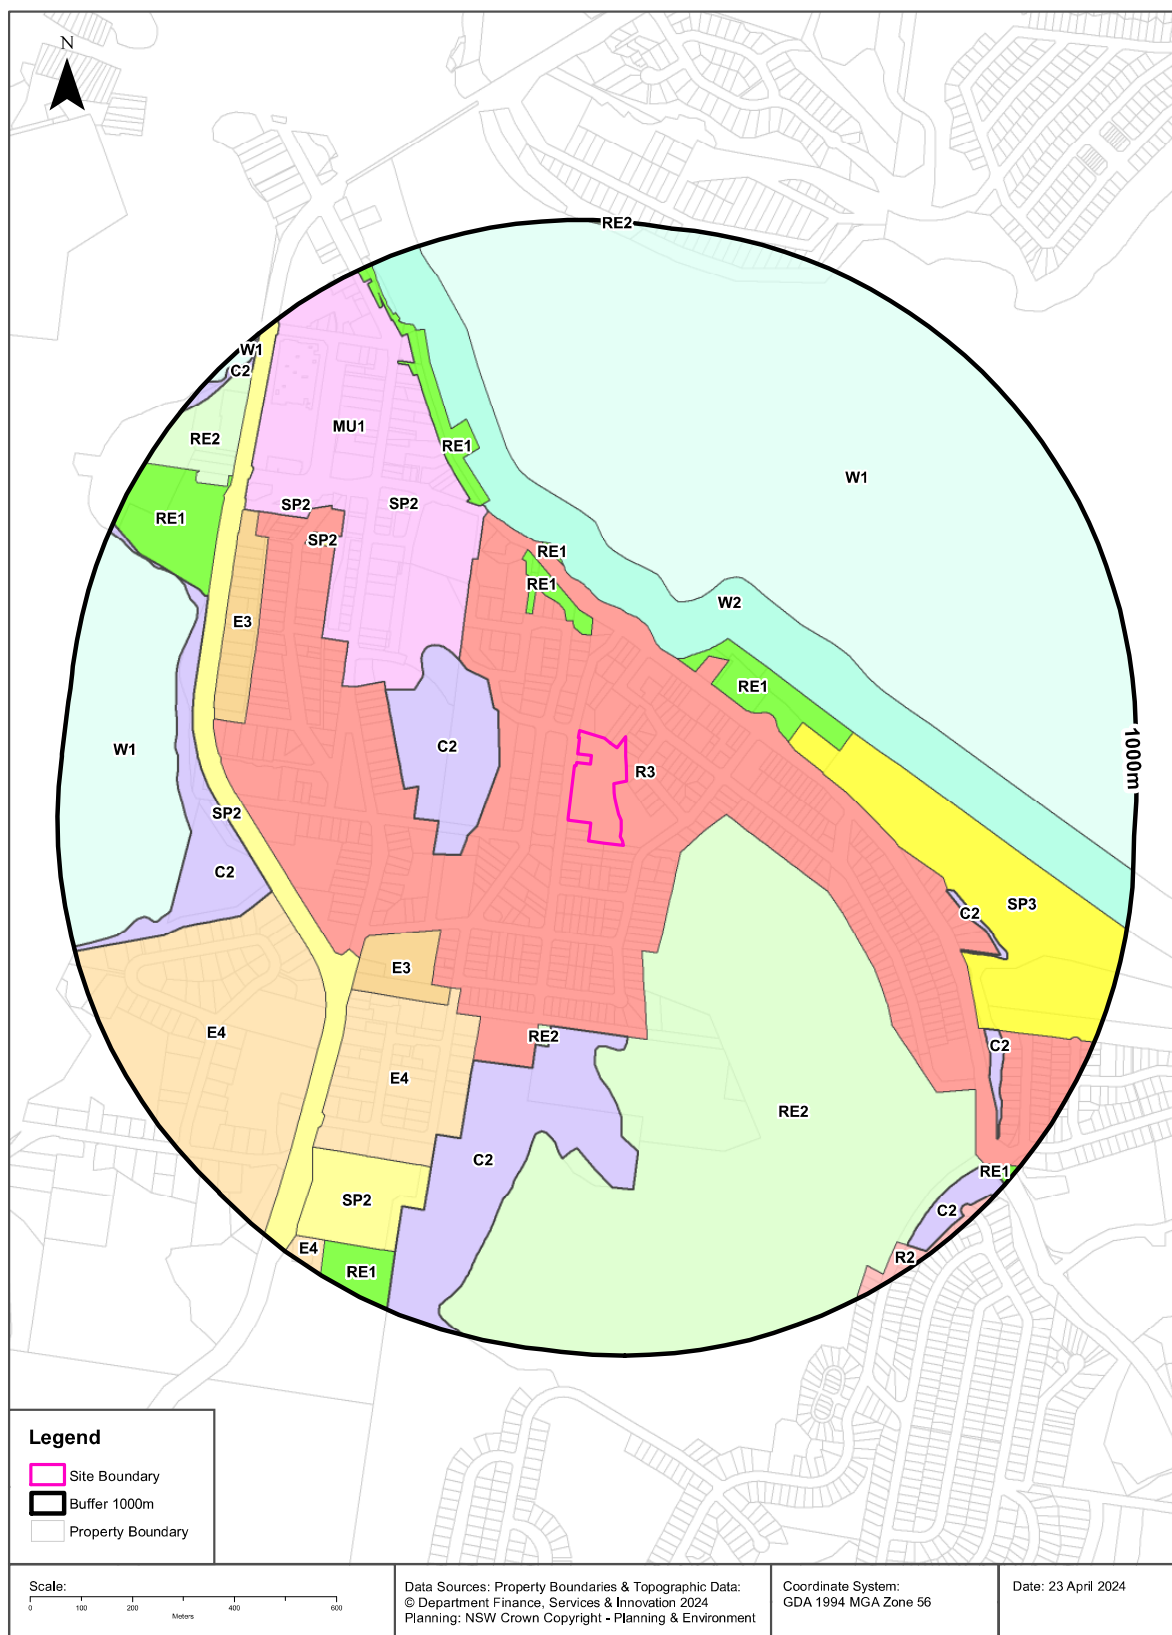 N
RE2
W1
C2
RE2
MU1
RE1
W1
SP2
SP2
RE1
SP2
RE1
RE1
W2
E3
RE1
C2
W1
R3
1000m
SP2
C2
C2
SP3
E3
E4
RE2
C2
E4
RE2
C2
RE1
SP2
C2
E4
R2
RE1
Legend
Site Boundary
Buffer 1000m
Property Boundary
Scale:
0 100 200 400 600
Meters
Data Sources: Property Boundaries & Topographic Data:
© Department Finance, Services & Innovation 2024
Planning: NSW Crown Copyright - Planning & Environment
Coordinate System:
GDA 1994 MGA Zone 56
Date: 23 April 2024